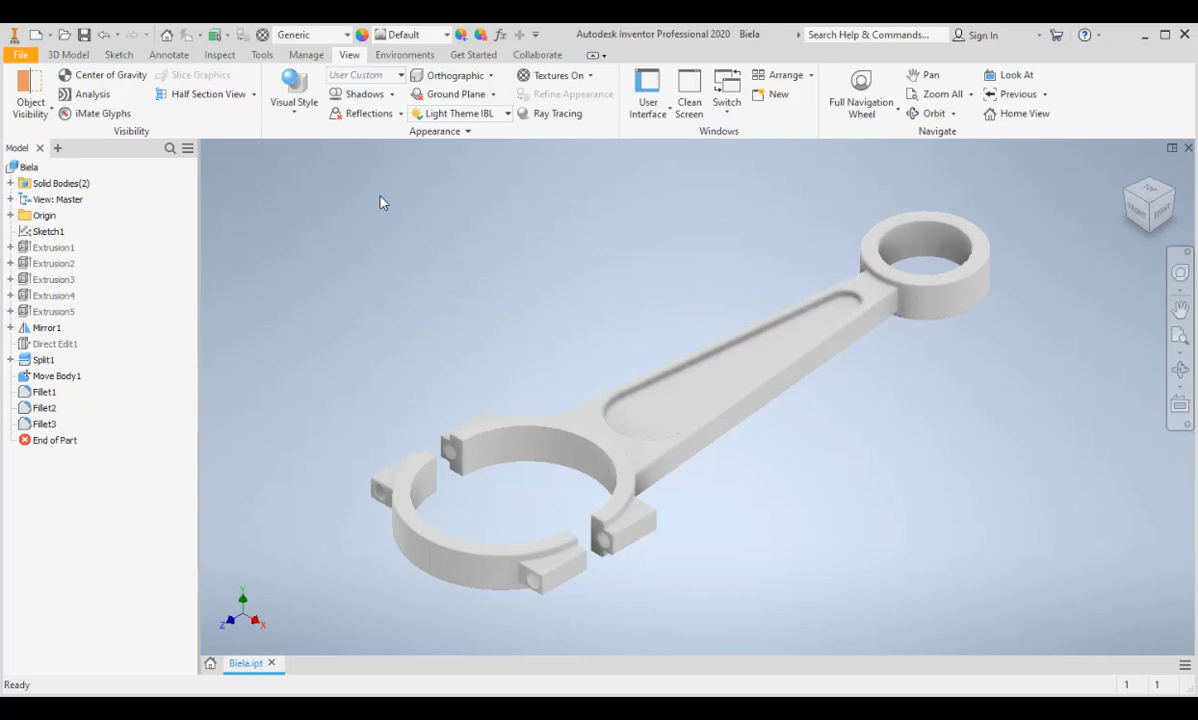 Generic
Default
fx
Autodesk Inventor Professional 2020 Biela
Search Help & Commands...
Sign In
File 3D Model Sketch Annotate Inspect Tools Manage View Environments Get Started Collaborate
Object Visibility
Center of Gravity
Analysis
iMate Glyphs
Slice Graphics
Half Section View
Visibility
Visual Style
User Custom
Shadows
Reflections
Orthographic
Ground Plane
Light Theme IBL
Textures On
Refine Appearance
Ray Tracing
Appearance
User Interface
Clean Screen
Switch
Arrange
New
Windows
Full Navigation Wheel
Pan
Zoom All
Orbit
Look At
Previous
Home View
Navigate
Model
Biela
Solid Bodies(2)
View: Master
Origin
Sketch1
Extrusion1
Extrusion2
Extrusion3
Extrusion4
Extrusion5
Mirror1
Direct Edit1
Split1
Move Body1
Fillet1
Fillet2
Fillet3
End of Part
TOP
FRONT
RIGHT
Y
Z
X
Biela.ipt
Ready
1 1